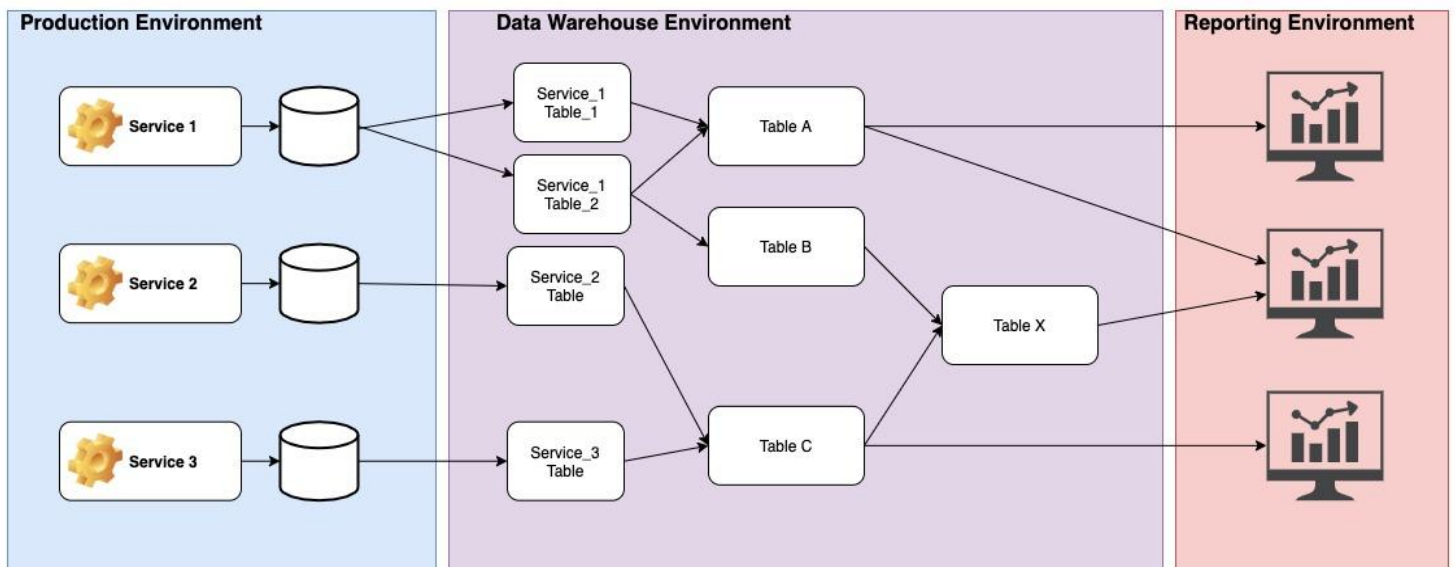 Production Environment
Data Warehouse Environment
Reporting Environment
Service 1
Service_1
Table_1
Table A
Service_1
Table_2
Table B
Service 2
Service_2
Table
Table X
Service 3
Service_3
Table
Table C